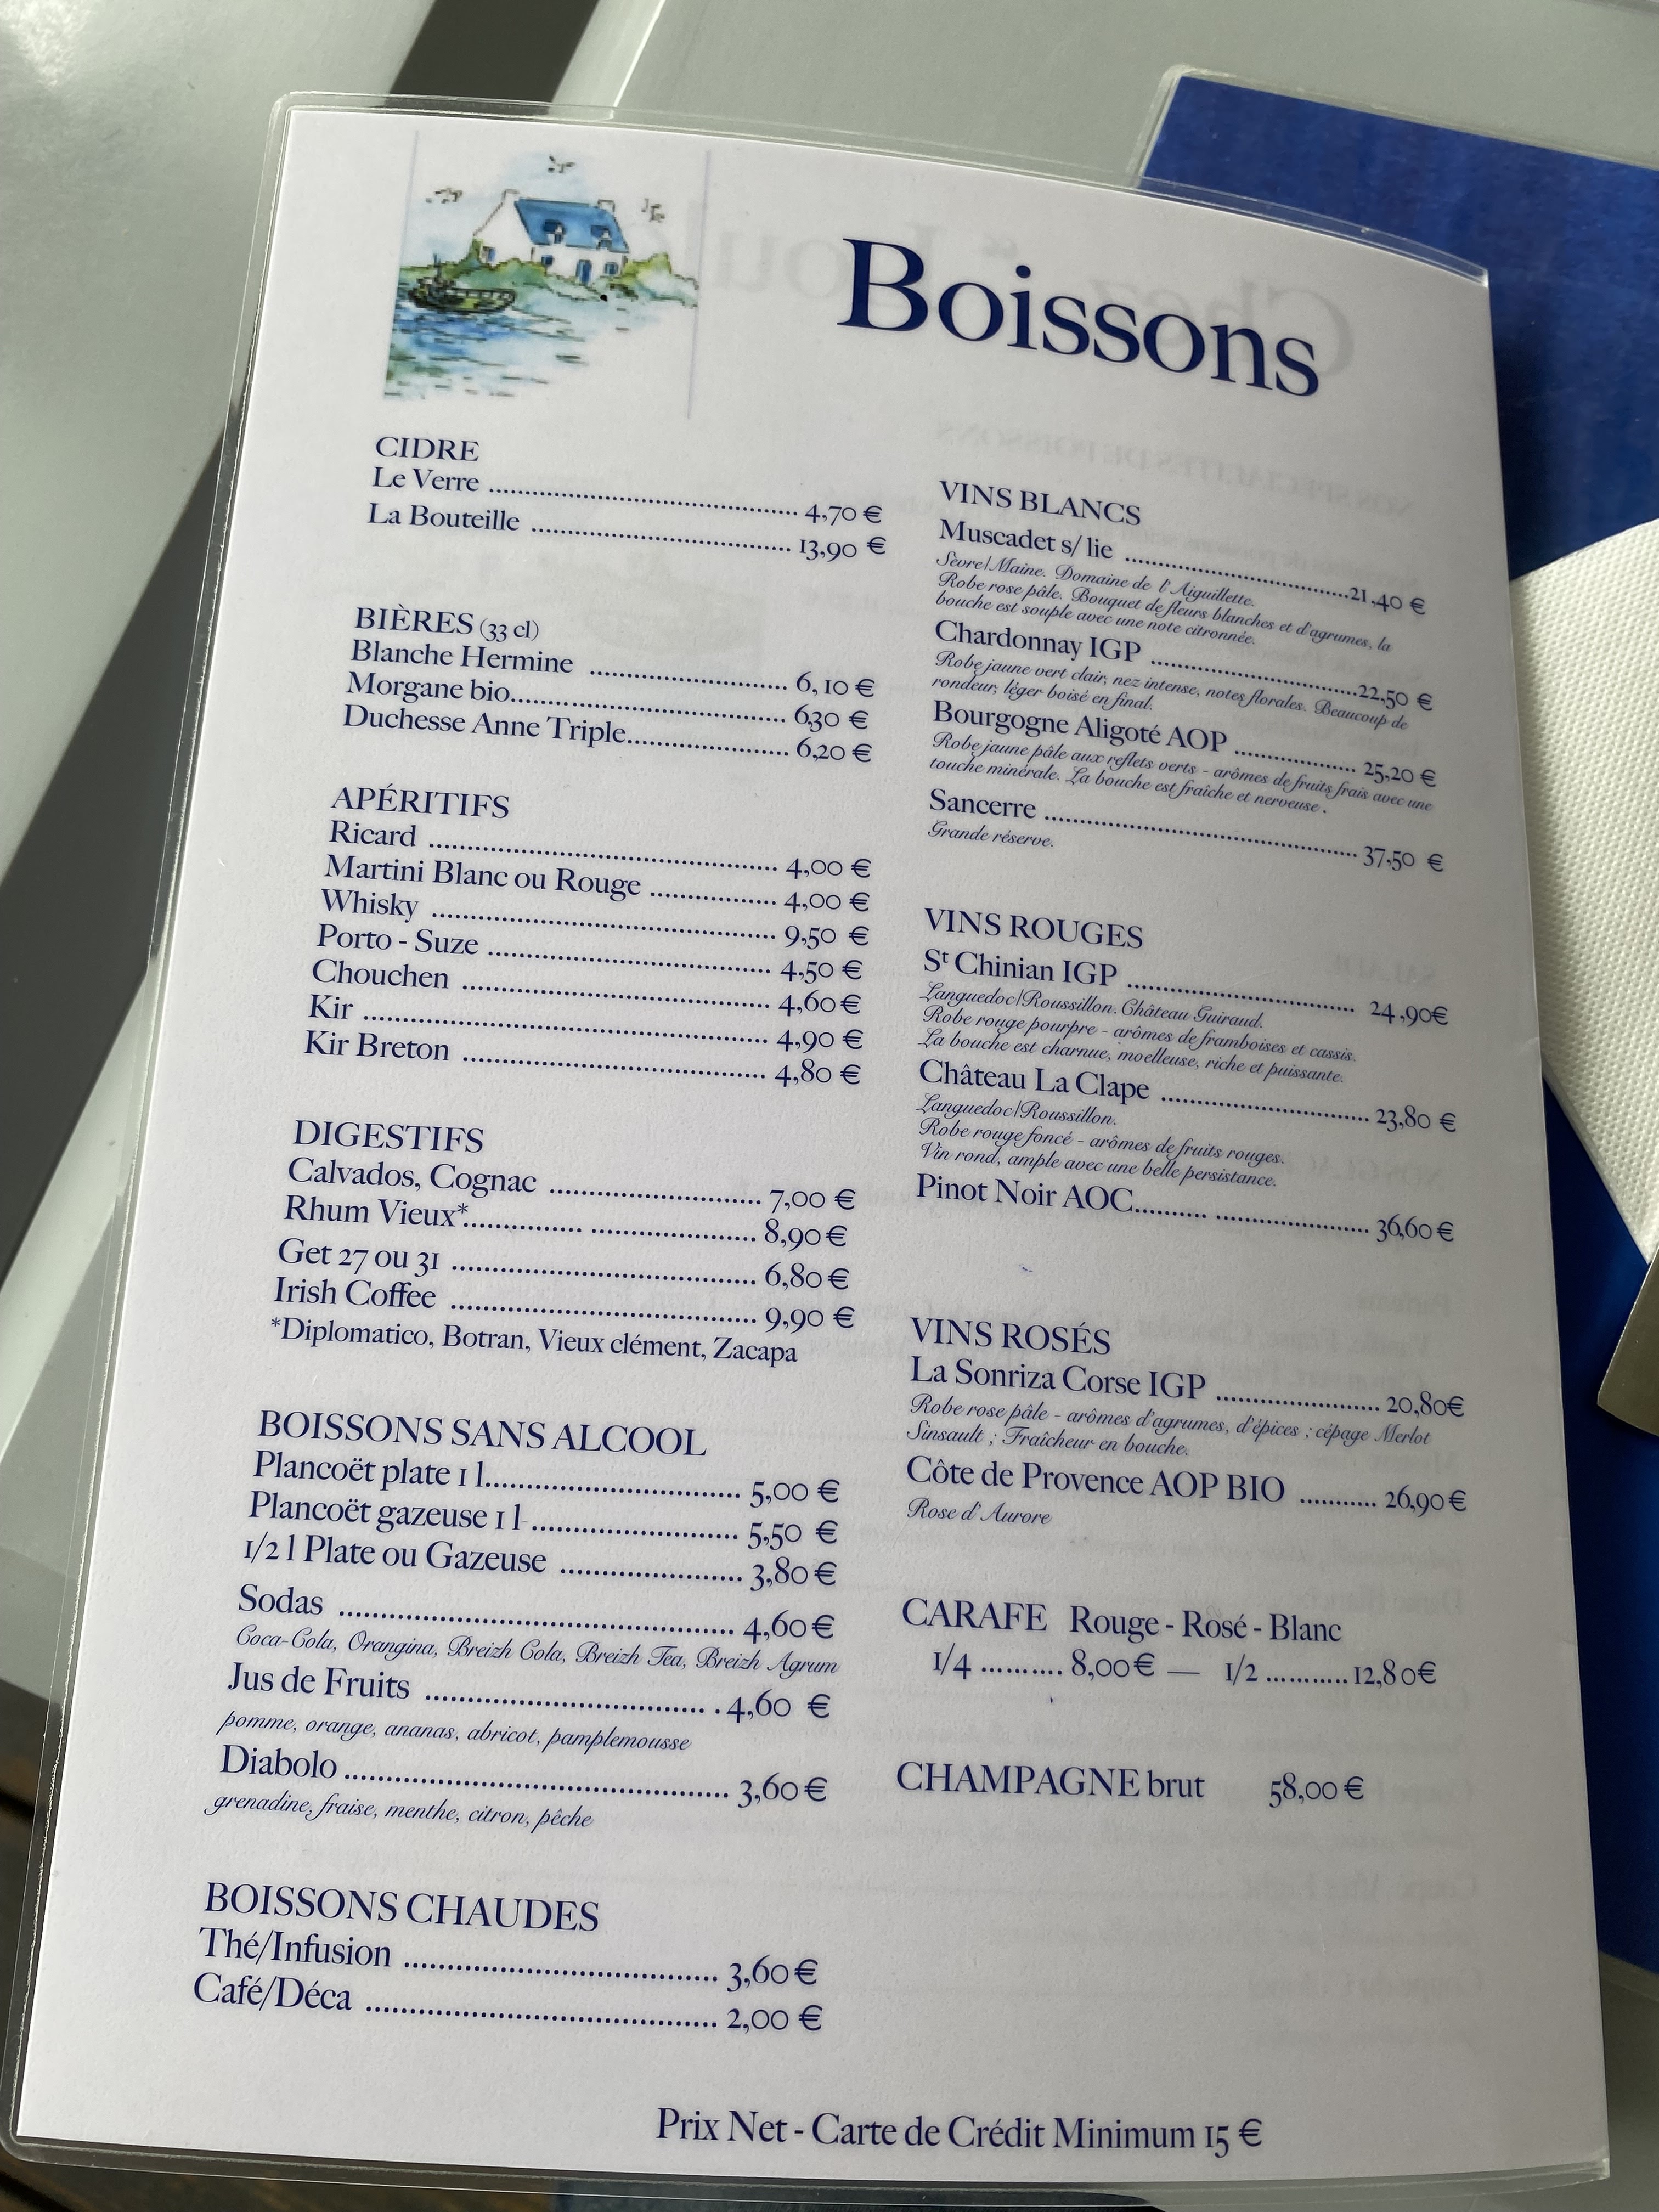 Boissons
CIDRE
Le Verre .......... 4,70 €
La Bouteille .......... 13,90 €
BIÈRES (33 cl)
Blanche Hermine .......... 6,10 €
Morgane bio.......... 6,30 €
Duchesse Anne Triple.......... 6,20 €
APÉRITIFS
Ricard .......... 4,00 €
Martini Blanc ou Rouge .......... 4,00 €
Whisky .......... 9,50 €
Porto - Suze .......... 4,50 €
Chouchen .......... 4,60 €
Kir .......... 4,90 €
Kir Breton .......... 4,80 €
DIGESTIFS
Calvados, Cognac .......... 7,00 €
Rhum Vieux*.......... 8,90 €
Get 27 ou 31 .......... 6,80 €
Irish Coffee .......... 9,90 €
*Diplomatico, Botran, Vieux clément, Zacapa
BOISSONS SANS ALCOOL
Plancoët plate 1 l.......... 5,00 €
Plancoët gazeuse 1 l .......... 5,50 €
1/2 l Plate ou Gazeuse .......... 3,80 €
Sodas .......... 4,60 €
Coca-Cola, Orangina, Breizh Cola, Breizh Tea, Breizh Agrum
Jus de Fruits .......... 4,60 €
pomme, orange, ananas, abricot, pamplemousse
Diabolo .......... 3,60 €
grenadine, fraise, menthe, citron, pêche
BOISSONS CHAUDES
Thé/Infusion .......... 3,60 €
Café/Déca .......... 2,00 €
VINS BLANCS
Muscadet s/ lie .......... 21,40 €
Sèvre/Maine. Domaine de l'Aiguillette.
Robe rose pâle. Bouquet de fleurs blanches et d'agrumes, la
bouche est souple avec une note citronnée.
Chardonnay IGP .......... 22,50 €
Robe jaune vert clair, nez intense, notes florales. Beaucoup de
rondeur, léger boisé en final.
Bourgogne Aligoté AOP .......... 25,20 €
Robe jaune pâle aux reflets verts - arômes de fruits frais avec une
touche minérale. La bouche est fraîche et nerveuse .
Sancerre .......... 37,50 €
Grande réserve.
VINS ROUGES
St Chinian IGP .......... 24,90€
Languedoc/Roussillon. Château Guiraud.
Robe rouge pourpre - arômes de framboises et cassis.
La bouche est charnue, moelleuse, riche et puissante.
Château La Clape .......... 23,80 €
Languedoc/Roussillon.
Robe rouge foncé - arômes de fruits rouges.
Vin rond, ample avec une belle persistance.
Pinot Noir AOC.......... 36,60 €
VINS ROSÉS
La Sonriza Corse IGP .......... 20,80€
Robe rose pâle - arômes d'agrumes, d'épices ; cépage Merlot
Sinsault ; Fraîcheur en bouche.
Côte de Provence AOP BIO .......... 26,90 €
Rose d'Aurore
CARAFE Rouge - Rosé - Blanc
1/4 .......... 8,00 € — 1/2 .......... 12,80€
CHAMPAGNE brut 58,00 €
Prix Net - Carte de Crédit Minimum 15 €